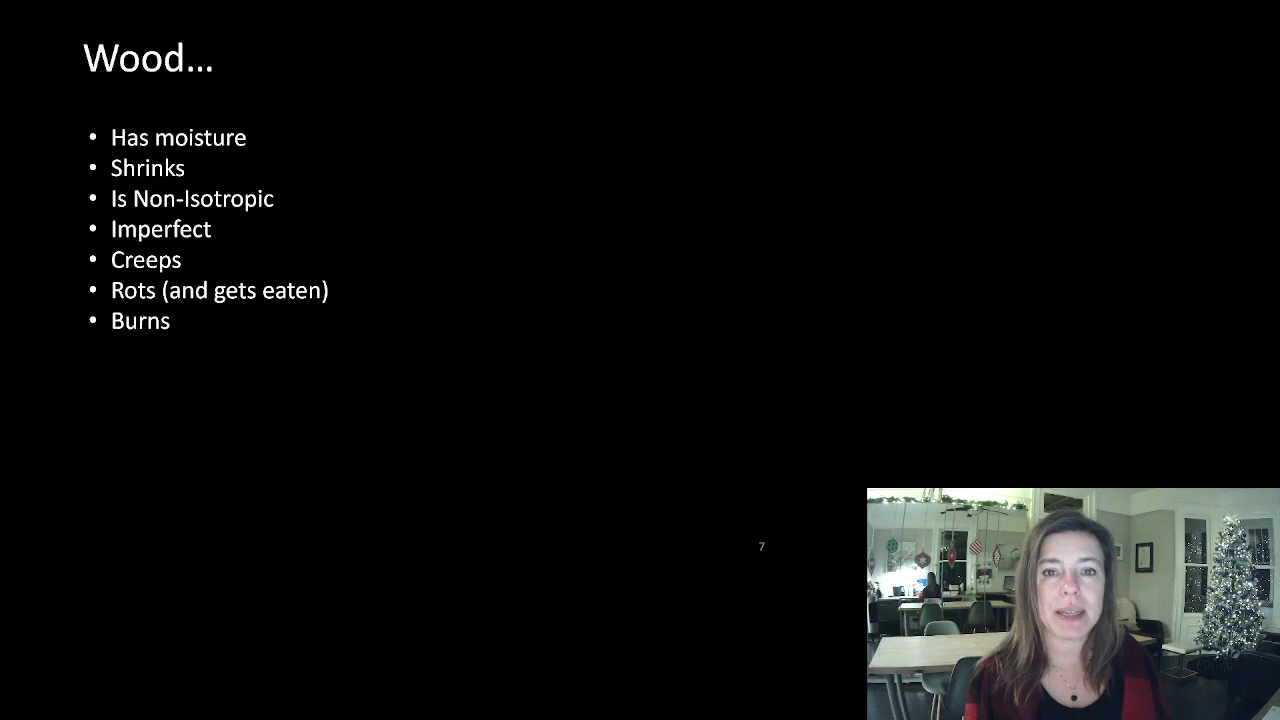 Wood…
• Has moisture
• Shrinks
• Is Non-Isotropic
• Imperfect
• Creeps
• Rots (and gets eaten)
• Burns
7